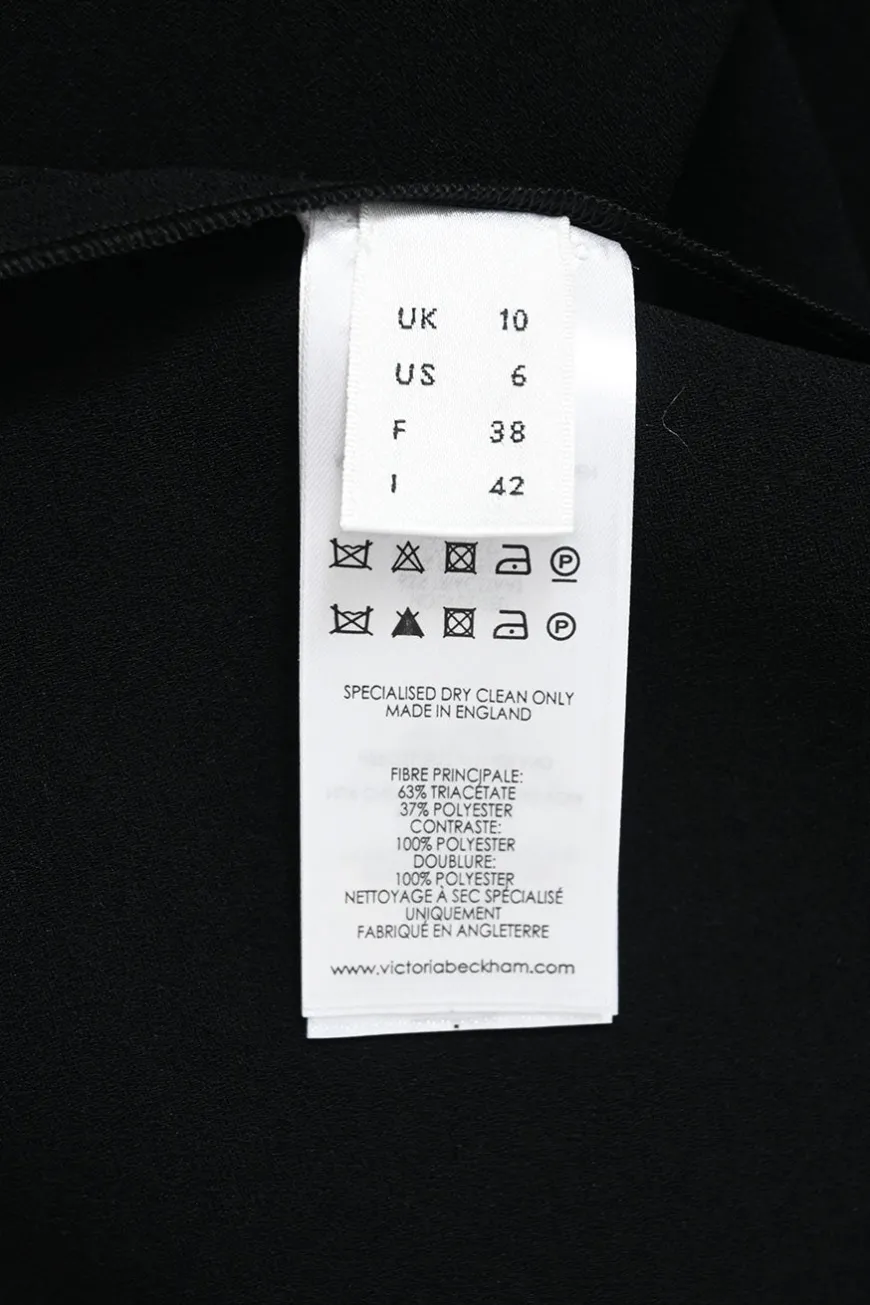 UK 10
US 6
F 38
I 42
P
P
SPECIALISED DRY CLEAN ONLY
MADE IN ENGLAND
FIBRE PRINCIPALE:
63% TRIACÉTATE
37% POLYESTER
CONTRASTE:
100% POLYESTER
DOUBLURE:
100% POLYESTER
NETTOYAGE À SEC SPÉCIALISÉ
UNIQUEMENT
FABRIQUÉ EN ANGLETERRE
www.victoriabeckham.com